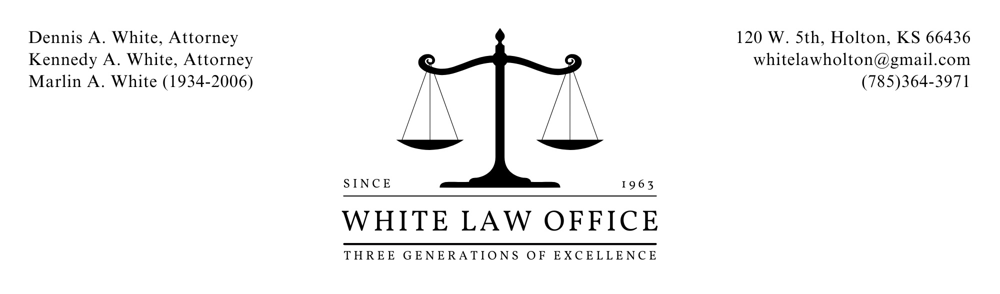 Dennis A. White, Attorney
Kennedy A. White, Attorney
Marlin A. White (1934-2006)
120 W. 5th, Holton, KS 66436
whitelawholton@gmail.com
(785)364-3971
SINCE 1963
WHITE LAW OFFICE
THREE GENERATIONS OF EXCELLENCE